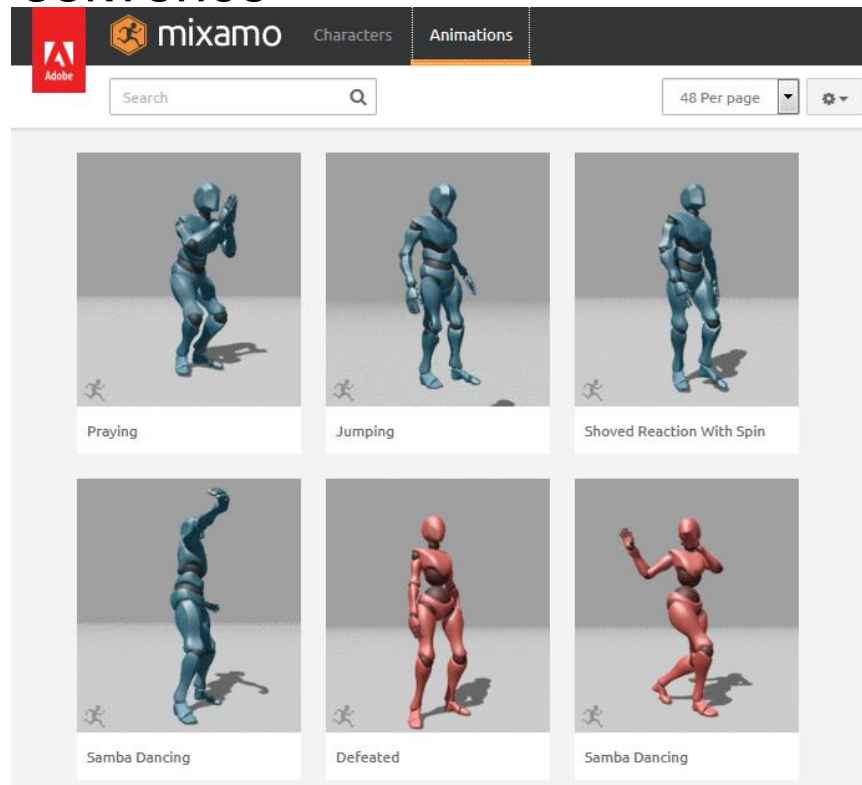 Adobe
mixamo Characters Animations
Search 48 Per page
Praying Jumping Shoved Reaction With Spin
Samba Dancing Defeated Samba Dancing